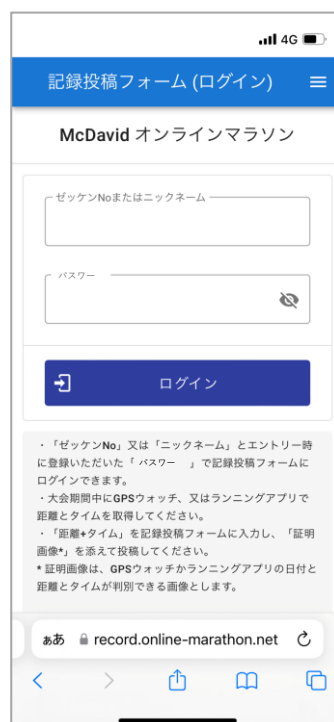 4G
記録投稿フォーム (ログイン)
McDavid オンラインマラソン
ゼッケンNoまたはニックネーム
パスワー
ログイン
・「ゼッケンNo」又は「ニックネーム」とエントリー時
に登録いただいた「 パスワー 」で記録投稿フォームに
ログインできます。
・大会期間中にGPSウォッチ、又はランニングアプリで
距離とタイムを取得してください。
・「距離+タイム」を記録投稿フォームに入力し、「証明
画像*」を添えて投稿してください。
* 証明画像は、GPSウォッチかランニングアプリの日付と
距離とタイムが判別できる画像とします。
ぁあ record.online-marathon.net